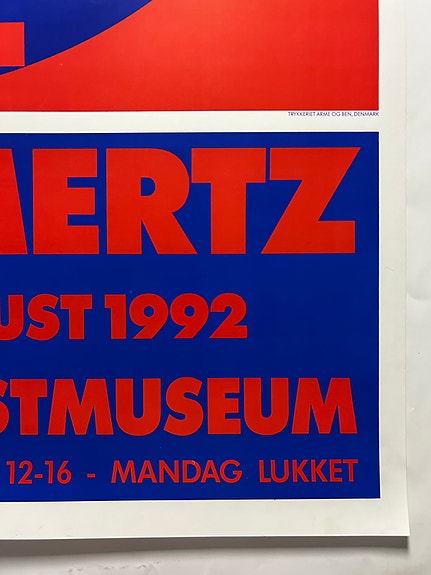 TRYKKERIET ARME OG BEN, DENMARK
MERTZ
UST 1992
STMUSEUM
12-16 - MANDAG LUKKET